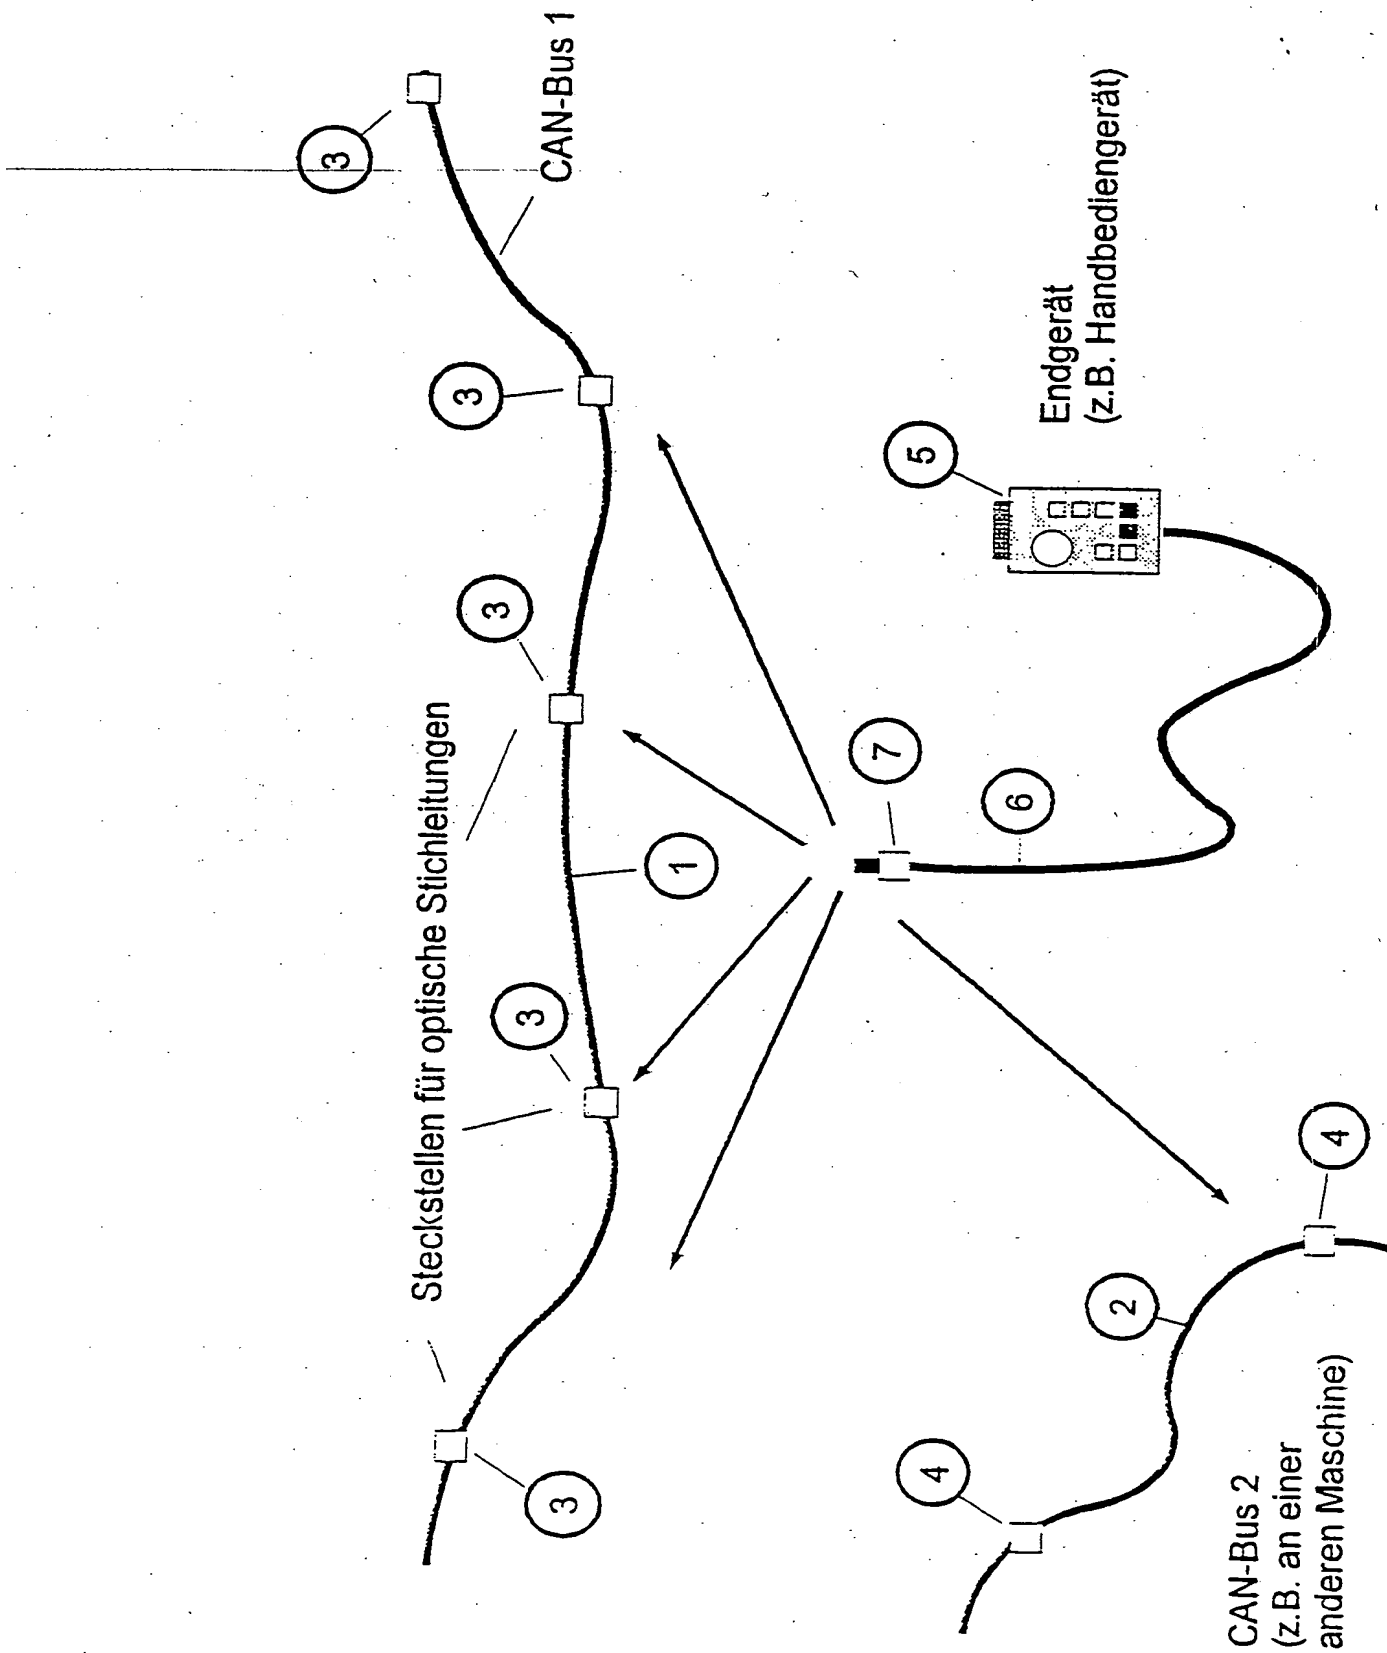 3
CAN-Bus 1
3
3
Steckstellen für optische Stichleitungen
1
3
3
Endgerät
(z.B. Handbediengerät)
5
7
6
4
2
4
CAN-Bus 2
(z.B. an einer
anderen Maschine)